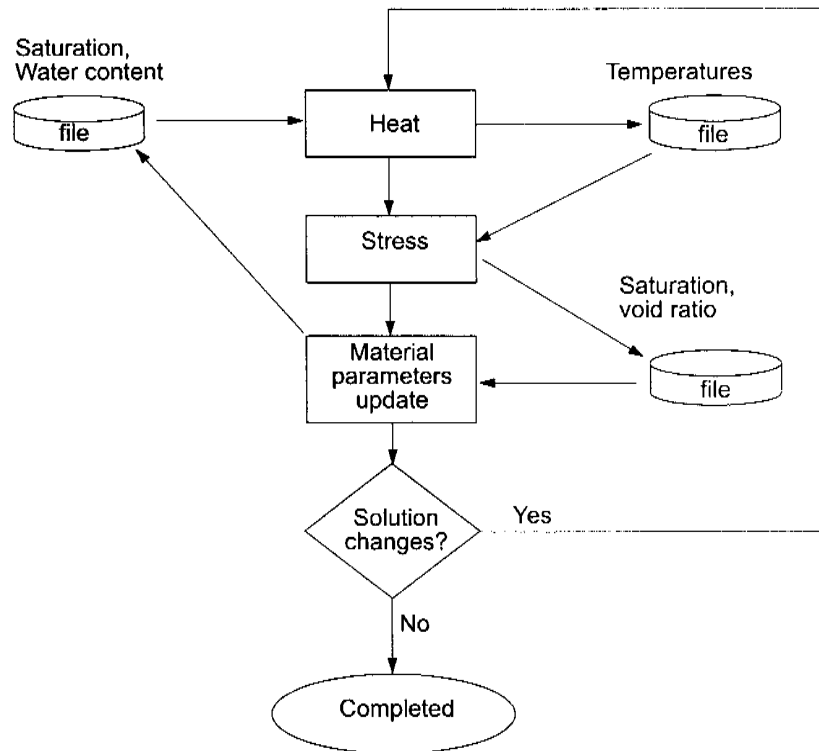 Saturation,
Water content
file
Heat
Temperatures
file
Stress
Saturation,
void ratio
file
Material
parameters
update
Solution
changes?
Yes
No
Completed